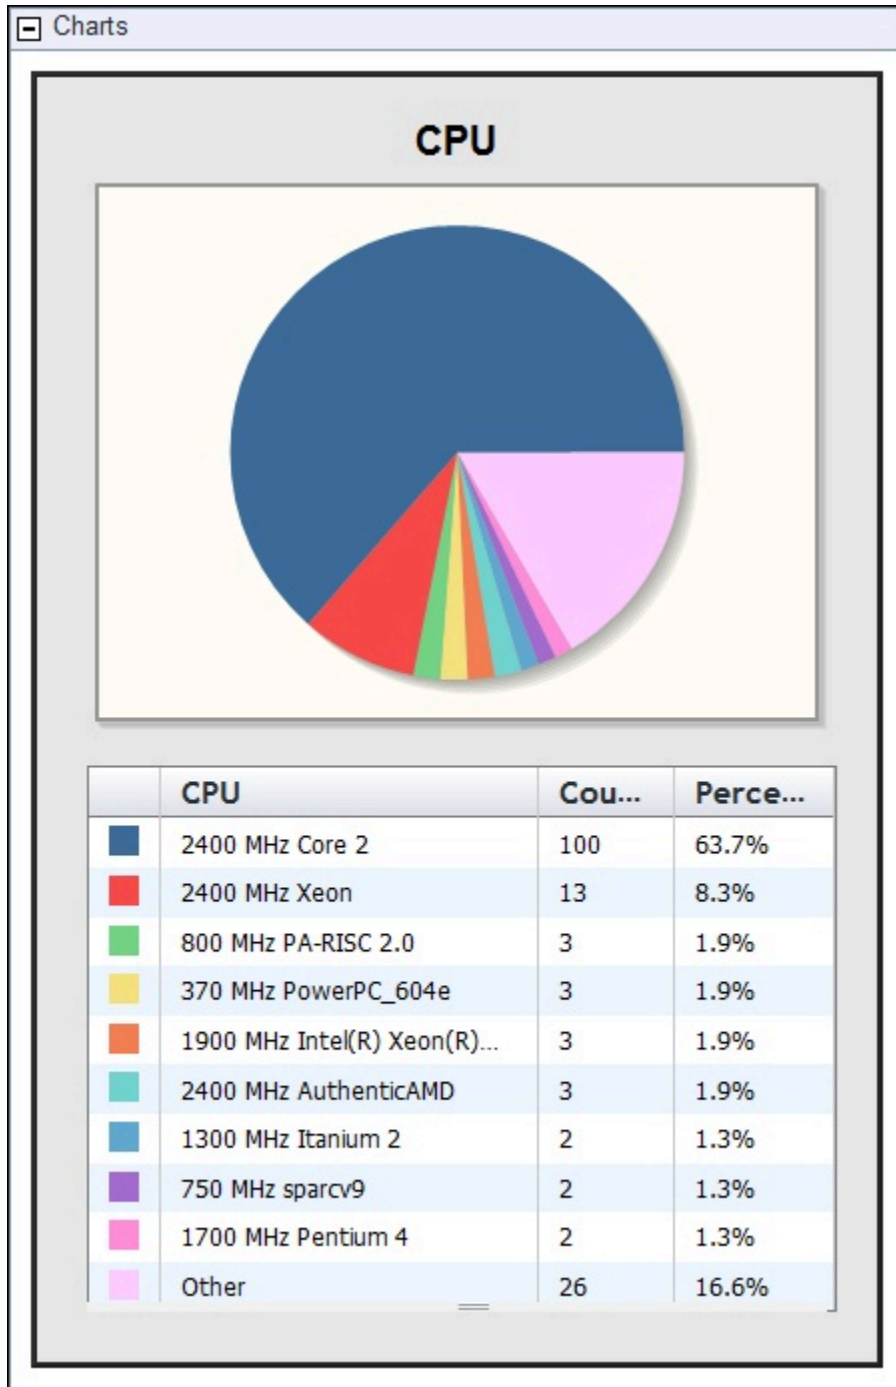 Charts
CPU
CPU Cou... Perce...
2400 MHz Core 2 100 63.7%
2400 MHz Xeon 13 8.3%
800 MHz PA-RISC 2.0 3 1.9%
370 MHz PowerPC_604e 3 1.9%
1900 MHz Intel(R) Xeon(R)... 3 1.9%
2400 MHz AuthenticAMD 3 1.9%
1300 MHz Itanium 2 2 1.3%
750 MHz sparcv9 2 1.3%
1700 MHz Pentium 4 2 1.3%
Other 26 16.6%